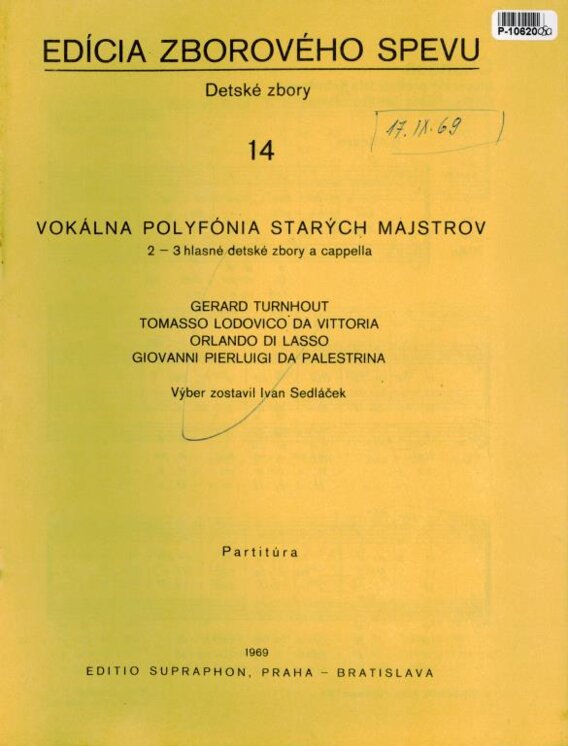 P-10620
EDÍCIA ZBOROVÉHO SPEVU
Detské zbory
17. IX. 69
14
VOKÁLNA POLYFÓNIA STARÝCH MAJSTROV
2 – 3 hlasné detské zbory a cappella
GERARD TURNHOUT
TOMASSO LODOVICO DA VITTORIA
ORLANDO DI LASSO
GIOVANNI PIERLUIGI DA PALESTRINA
Výber zostavil Ivan Sedláček
Partitúra
1969
EDITIO SUPRAPHON, PRAHA – BRATISLAVA